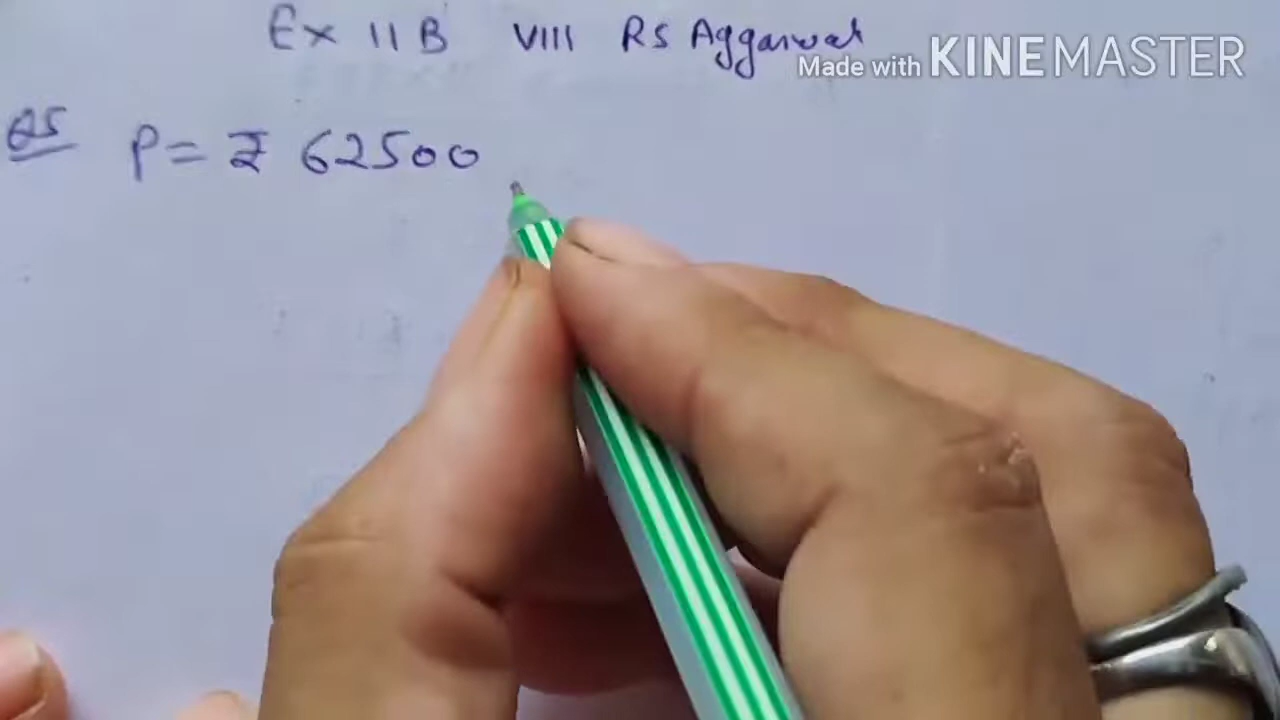 Ex 11B VIII RS Aggarwal
Made with KINEMASTER
Q5 P = ₹ 62500